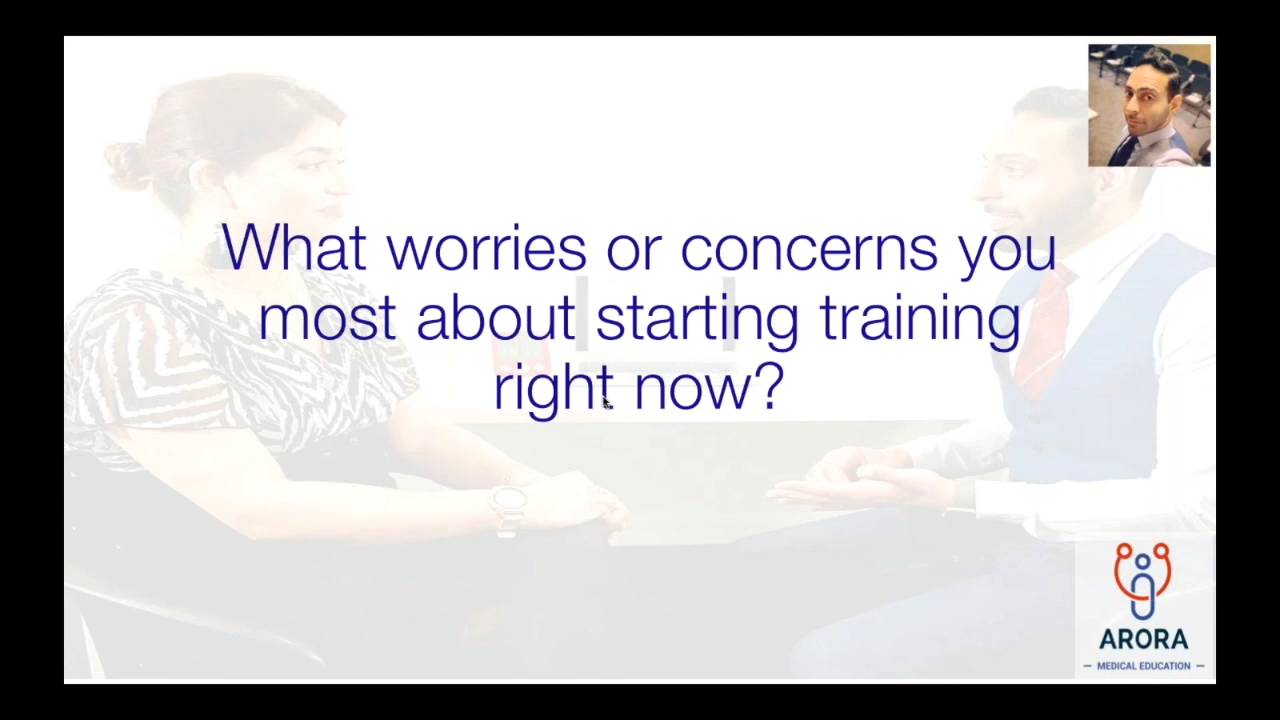 What worries or concerns you
most about starting training
right now?
ARORA
MEDICAL EDUCATION